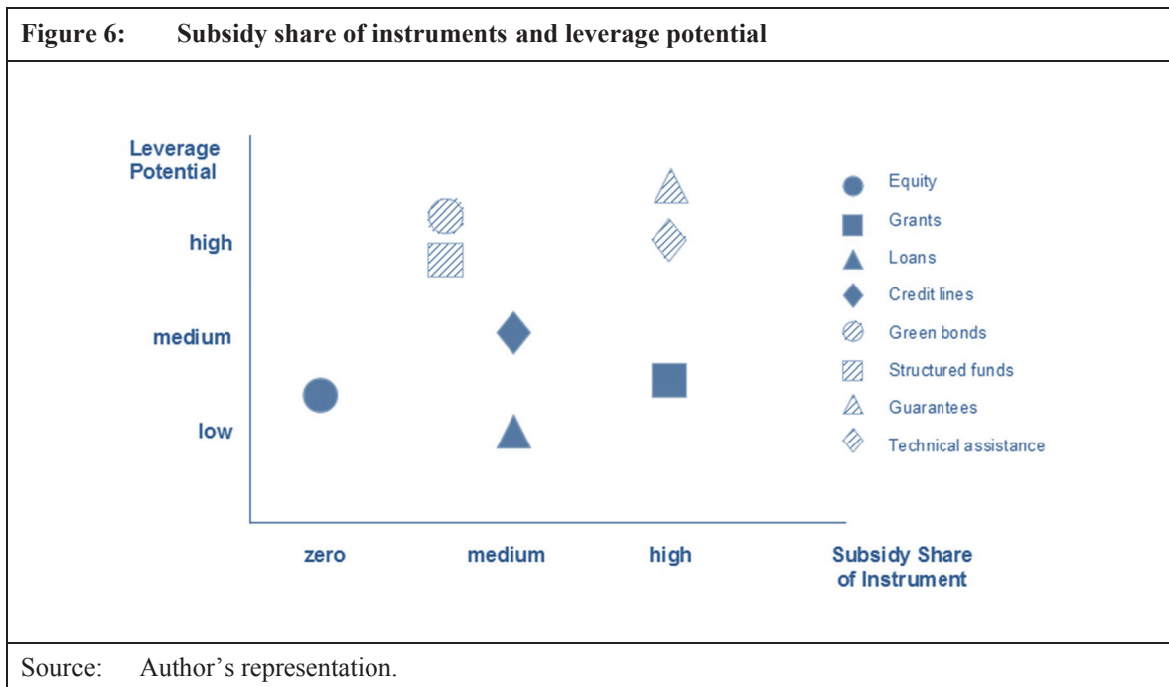 Figure 6: Subsidy share of instruments and leverage potential
Leverage
Potential
high
medium
low
zero
medium
high
Subsidy Share
of Instrument
Equity
Grants
Loans
Credit lines
Green bonds
Structured funds
Guarantees
Technical assistance
Source: Author’s representation.